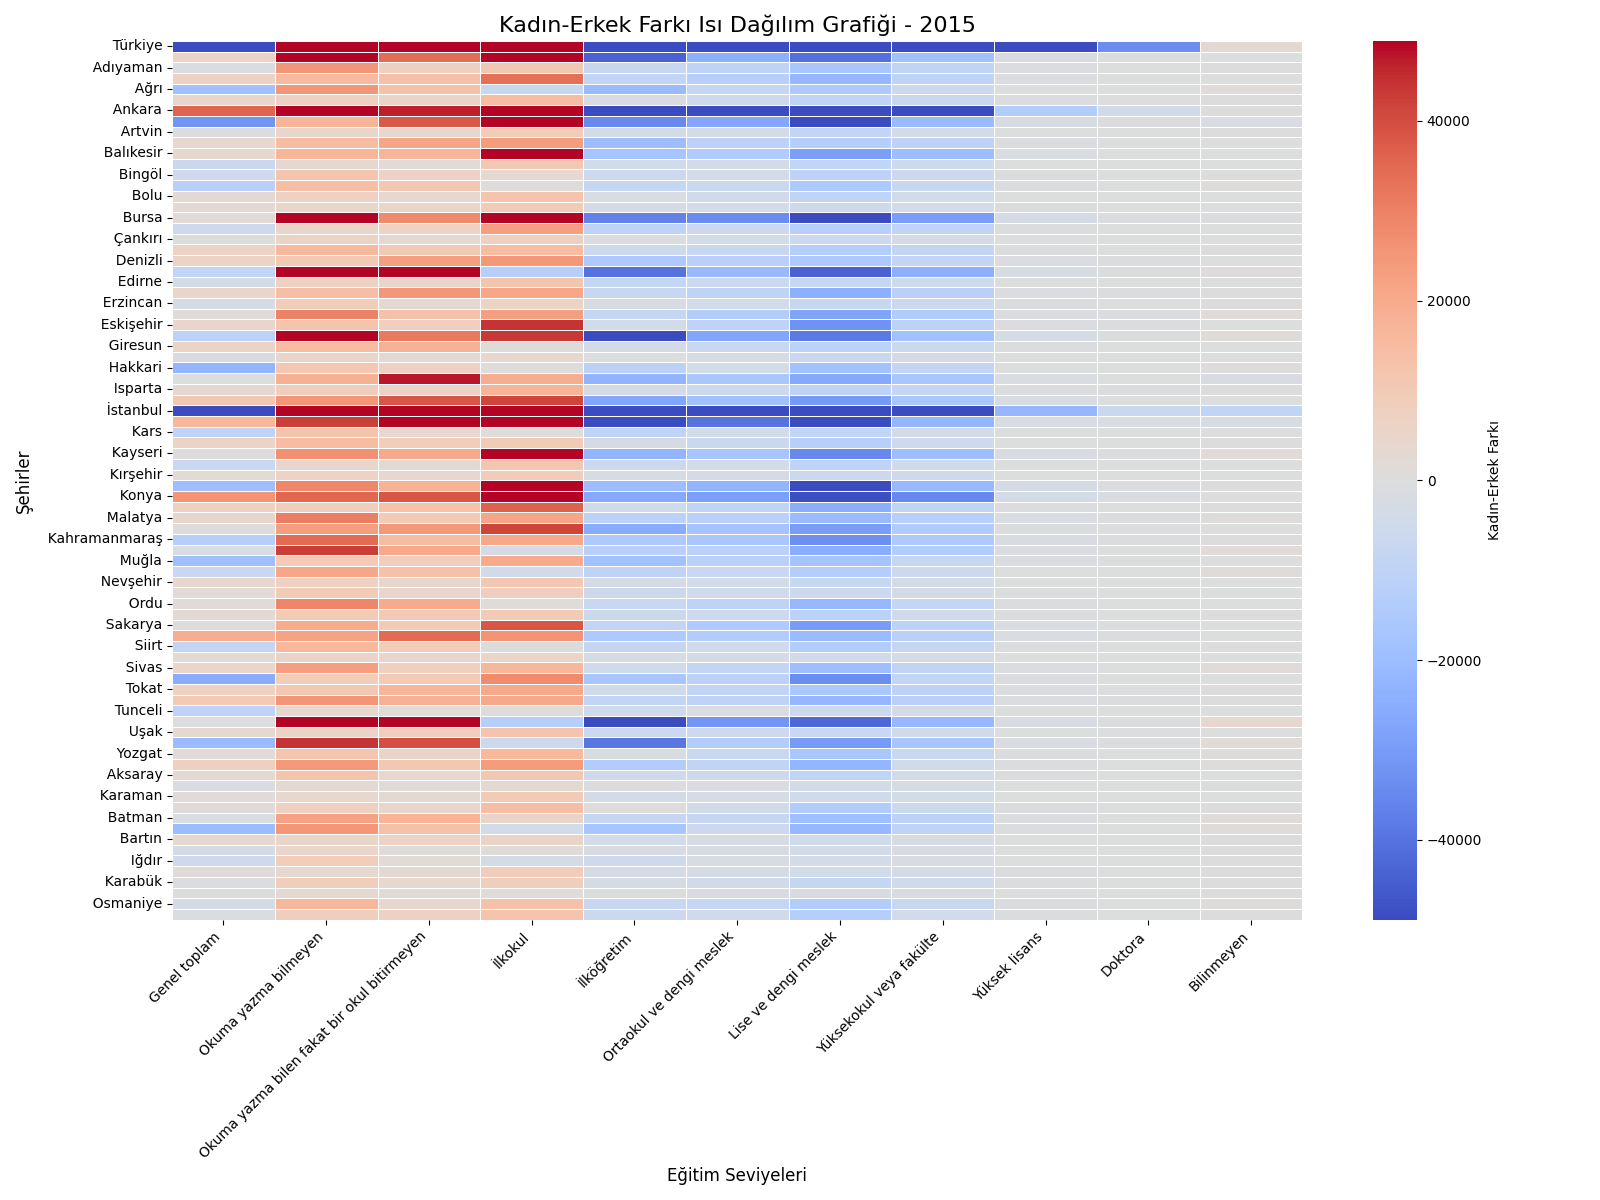 Kadın-Erkek Farkı Isı Dağılım Grafiği - 2015
Şehirler
Türkiye
Adıyaman
Ağrı
Ankara
Artvin
Balıkesir
Bingöl
Bolu
Bursa
Çankırı
Denizli
Edirne
Erzincan
Eskişehir
Giresun
Hakkari
Isparta
İstanbul
Kars
Kayseri
Kırşehir
Konya
Malatya
Kahramanmaraş
Muğla
Nevşehir
Ordu
Sakarya
Siirt
Sivas
Tokat
Tunceli
Uşak
Yozgat
Aksaray
Karaman
Batman
Bartın
Iğdır
Karabük
Osmaniye
Genel toplam
Okuma yazma bilmeyen
Okuma yazma bilen fakat bir okul bitirmeyen
İlkokul
İlköğretim
Ortaokul ve dengi meslek
Lise ve dengi meslek
Yüksekokul veya fakülte
Yüksek lisans
Doktora
Bilinmeyen
Eğitim Seviyeleri
40000
20000
0
−20000
−40000
Kadın-Erkek Farkı